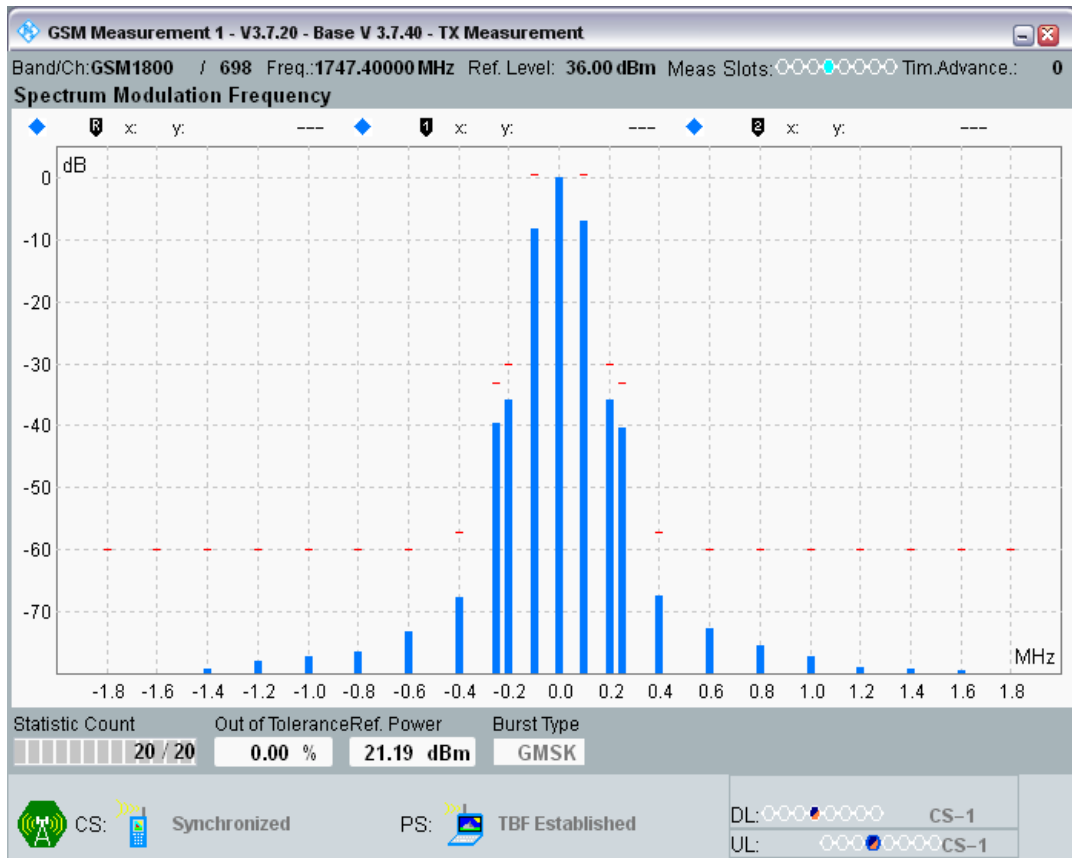 GSM Measurement 1 - V3.7.20 - Base V 3.7.40 - TX Measurement
Band/Ch:GSM1800 / 698 Freq.:1747.40000 MHz Ref. Level: 36.00 dBm Meas Slots: Tim.Advance.: 0
Spectrum Modulation Frequency
R x: y: --- 1 x: y: --- 2 x: y: ---
dB
0
-10
-20
-30
-40
-50
-60
-70
MHz
-1.8 -1.6 -1.4 -1.2 -1.0 -0.8 -0.6 -0.4 -0.2 0.0 0.2 0.4 0.6 0.8 1.0 1.2 1.4 1.6 1.8
Statistic Count Out of Tolerance Ref. Power Burst Type
20 / 20 0.00 % 21.19 dBm GMSK
CS: Synchronized PS: TBF Established
DL: CS-1
UL: CS-1